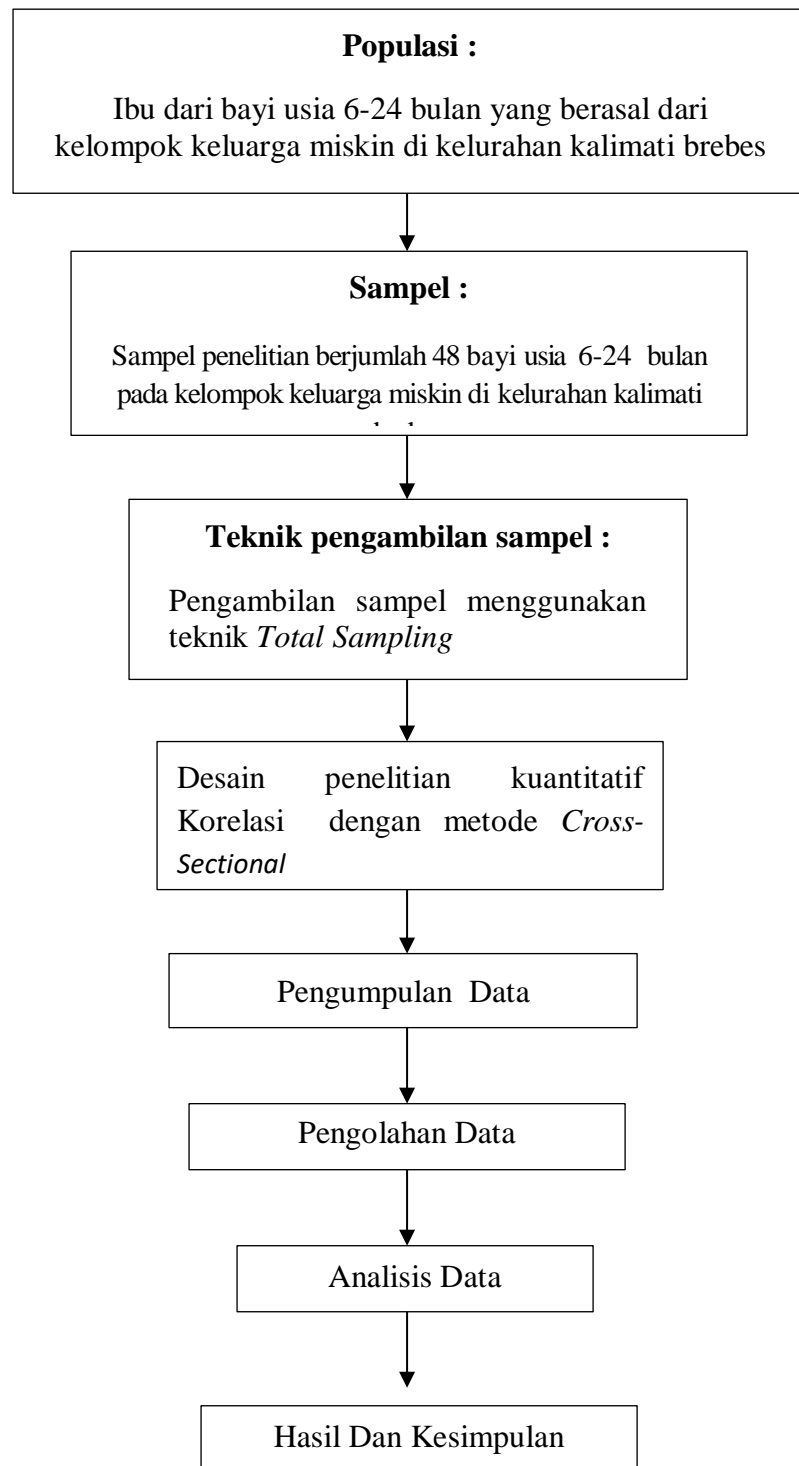 Populasi :
Ibu dari bayi usia 6-24 bulan yang berasal dari
kelompok keluarga miskin di kelurahan kalimati brebes
Sampel :
Sampel penelitian berjumlah 48 bayi usia 6-24 bulan
pada kelompok keluarga miskin di kelurahan kalimati
Teknik pengambilan sampel :
Pengambilan sampel menggunakan
teknik Total Sampling
Desain penelitian kuantitatif
Korelasi dengan metode Cross-
Sectional
Pengumpulan Data
Pengolahan Data
Analisis Data
Hasil Dan Kesimpulan